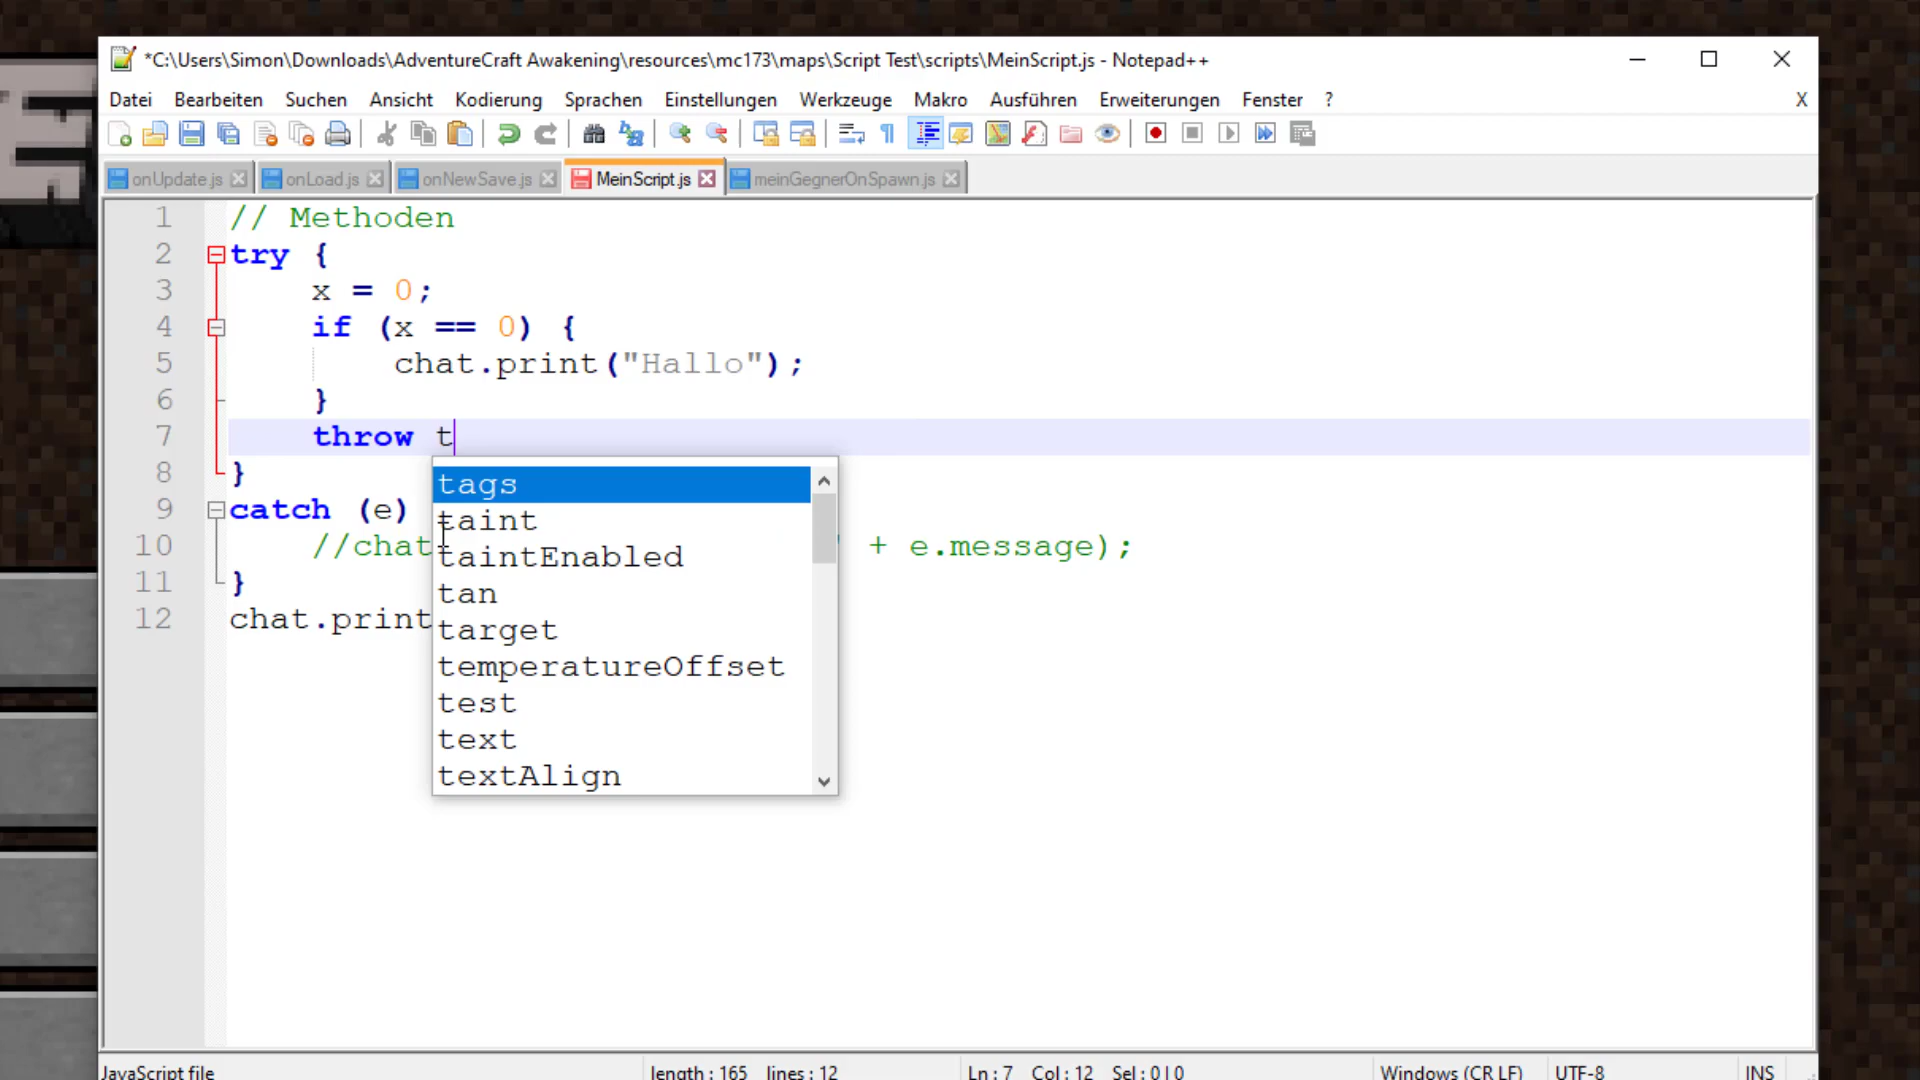 *C:\Users\Simon\Downloads\AdventureCraft Awakening\resources\mc173\maps\Script Test\scripts\MeinScript.js - Notepad++
Datei Bearbeiten Suchen Ansicht Kodierung Sprachen Einstellungen Werkzeuge Makro Ausführen Erweiterungen Fenster ? X
onUpdate.js onLoad.js onNewSave.js MeinScript.js meinGegnerOnSpawn.js
1 // Methoden
2 try {
3 x = 0;
4 if (x == 0) {
5 chat.print("Hallo");
6 }
7 throw t
8 }
tags
9 catch (e)
taint
10 //chat " + e.message);
taintEnabled
11 }
tan
12 chat.print
target
temperatureOffset
test
text
textAlign
JavaScript file length : 165 lines : 12 Ln : 7 Col : 12 Sel : 0 | 0 Windows (CR LF) UTF-8 INS